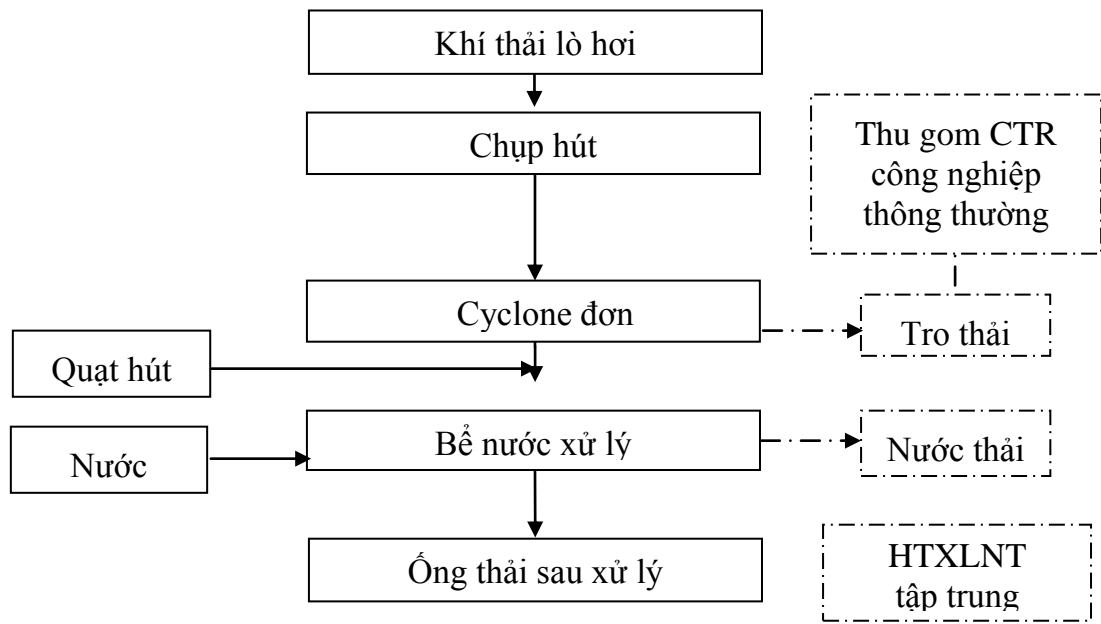 Khí thải lò hơi
Chụp hút
Thu gom CTR
công nghiệp
thông thường
Cyclone đơn
Tro thải
Quạt hút
Bể nước xử lý
Nước thải
Nước
Ống thải sau xử lý
HTXLNT
tập trung